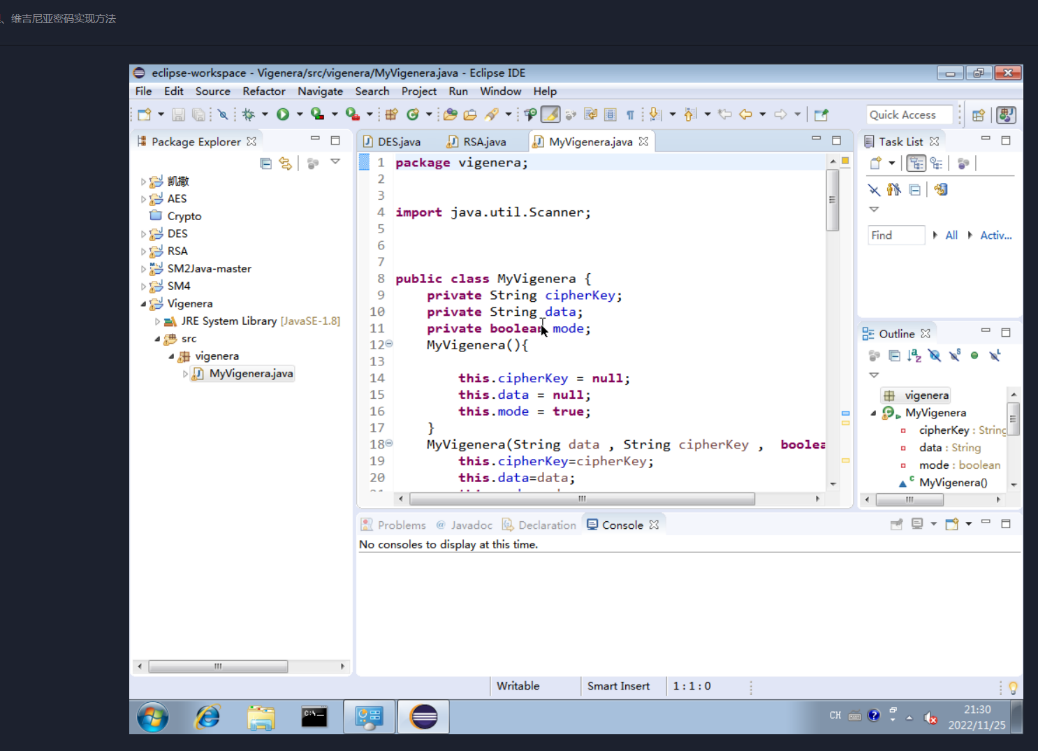 、维吉尼亚密码实现方法
eclipse-workspace - Vigenera/src/vigenera/MyVigenera.java - Eclipse IDE
File Edit Source Refactor Navigate Search Project Run Window Help
Quick Access
Package Explorer
凯撒
AES
Crypto
DES
RSA
SM2Java-master
SM4
Vigenera
JRE System Library [JavaSE-1.8]
src
vigenera
MyVigenera.java
DES.java RSA.java MyVigenera.java
1 package vigenera;
2
3
4 import java.util.Scanner;
5
6
7
8 public class MyVigenera {
9 private String cipherKey;
10 private String data;
11 private boolean mode;
12 MyVigenera(){
13
14 this.cipherKey = null;
15 this.data = null;
16 this.mode = true;
17 }
18 MyVigenera(String data , String cipherKey , boolea
19 this.cipherKey=cipherKey;
20 this.data=data;
Task List
Find All Activ...
Outline
vigenera
MyVigenera
cipherKey : String
data : String
mode : boolean
MyVigenera()
Problems Javadoc Declaration Console
No consoles to display at this time.
Writable Smart Insert 1 : 1 : 0
CH
21:30
2022/11/25